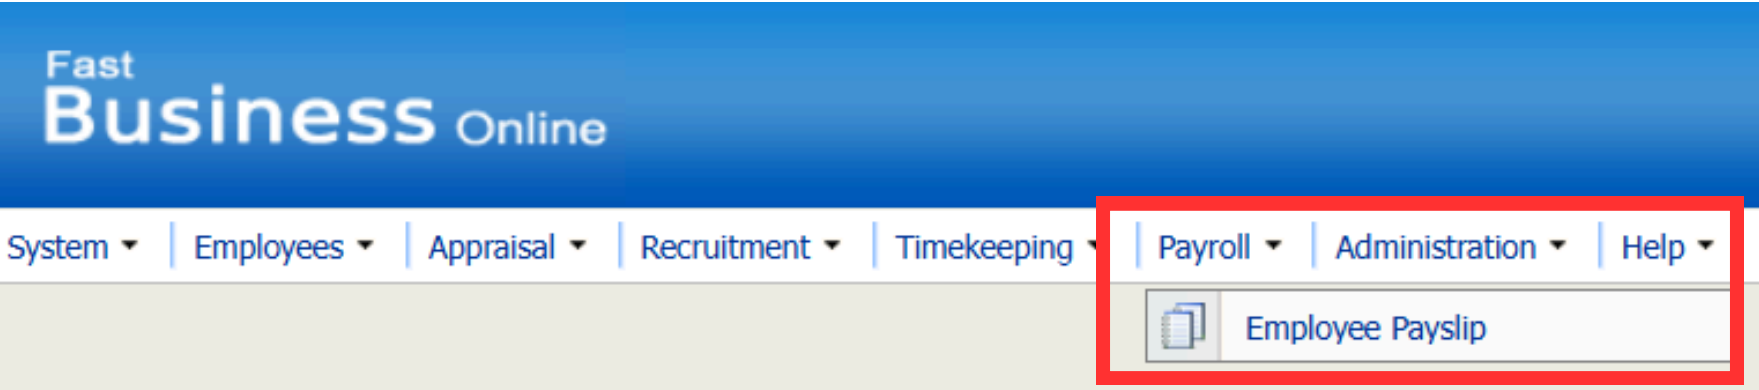 Fast
Business Online
System Employees Appraisal Recruitment Timekeeping Payroll Administration Help
Employee Payslip